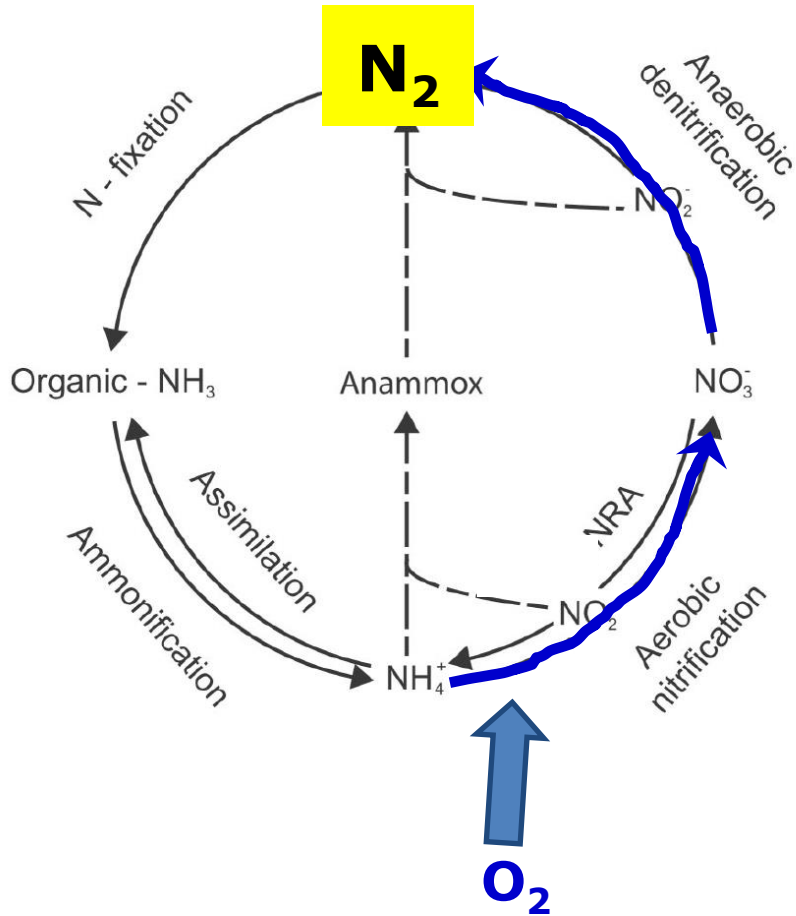 N₂
Anaerobic
denitrification
N - fixation
NO₂⁻
Organic - NH₃
Anammox
NO₃⁻
Assimilation
NRA
Ammonification
NO₂
Aerobic
nitrification
NH₄⁺
O₂